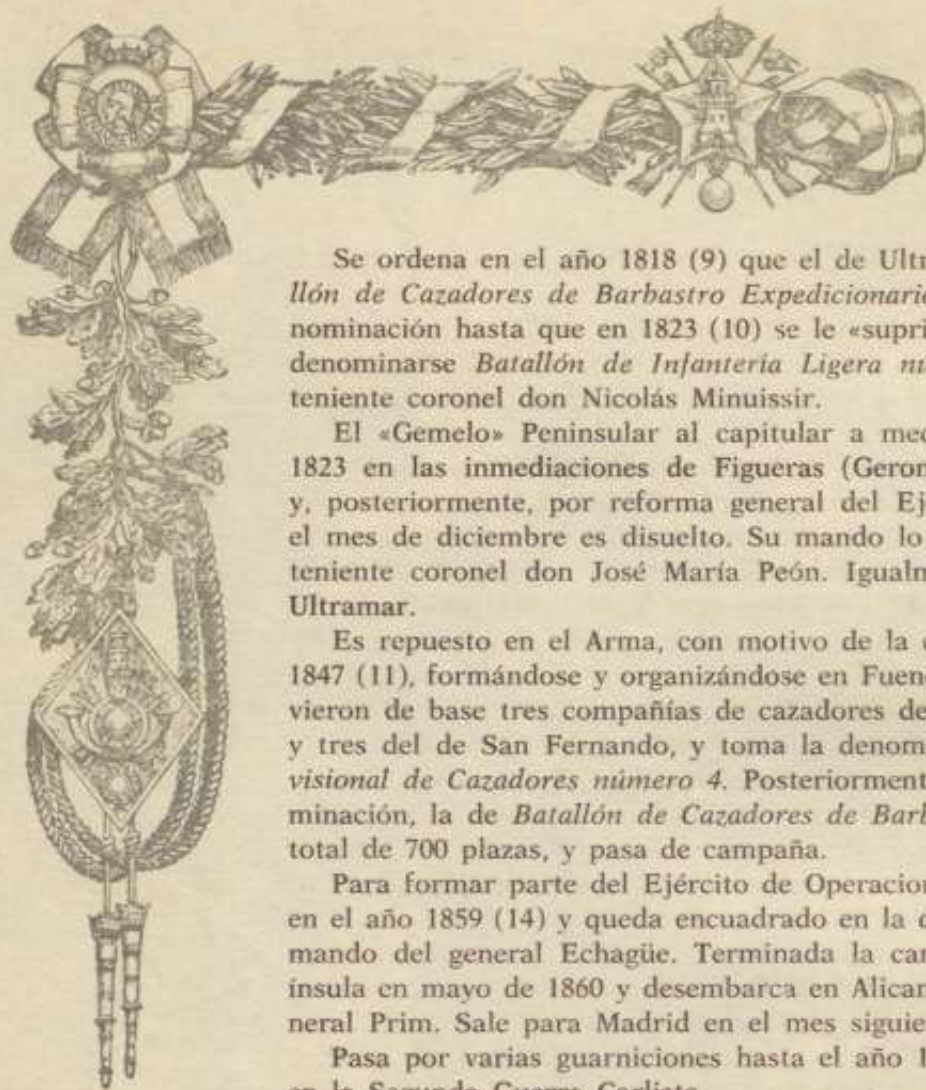 Se ordena en el año 1818 (9) que el de Ultr
llón de Cazadores de Barbastro Expedicionario
nominación hasta que en 1823 (10) se le «supri
denominarse Batallón de Infantería Ligera nú
teniente coronel don Nicolás Minuissir.
El «Gemelo» Peninsular al capitular a med
1823 en las inmediaciones de Figueras (Geron
y, posteriormente, por reforma general del Ej
el mes de diciembre es disuelto. Su mando lo
teniente coronel don José María Peón. Igualm
Ultramar.
Es repuesto en el Arma, con motivo de la
1847 (11), formándose y organizándose en Fuen
vieron de base tres compañías de cazadores de
y tres del de San Fernando, y toma la denom
visional de Cazadores número 4. Posteriorment
minación, la de Batallón de Cazadores de Barb
total de 700 plazas, y pasa de campaña.
Para formar parte del Ejército de Operacion
en el año 1859 (14) y queda encuadrado en la
mando del general Echagüe. Terminada la ca
ínsula en mayo de 1860 y desembarca en Alican
neral Prim. Sale para Madrid en el mes siguie
Pasa por varias guarniciones hasta el año 1
en la Segunda Guerra Carlista